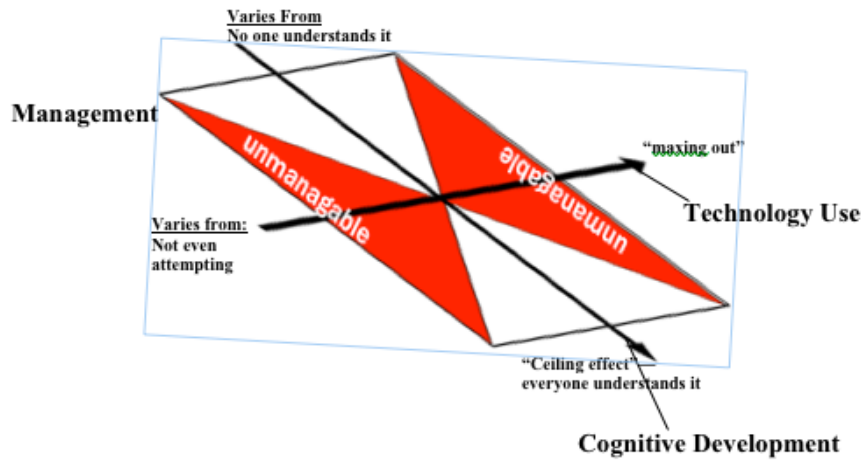 Varies From
No one understands it
Management
unmanagable
unmanagable
“maxing out”
Technology Use
Varies from:
Not even
attempting
“Ceiling effect”
everyone understands it
Cognitive Development